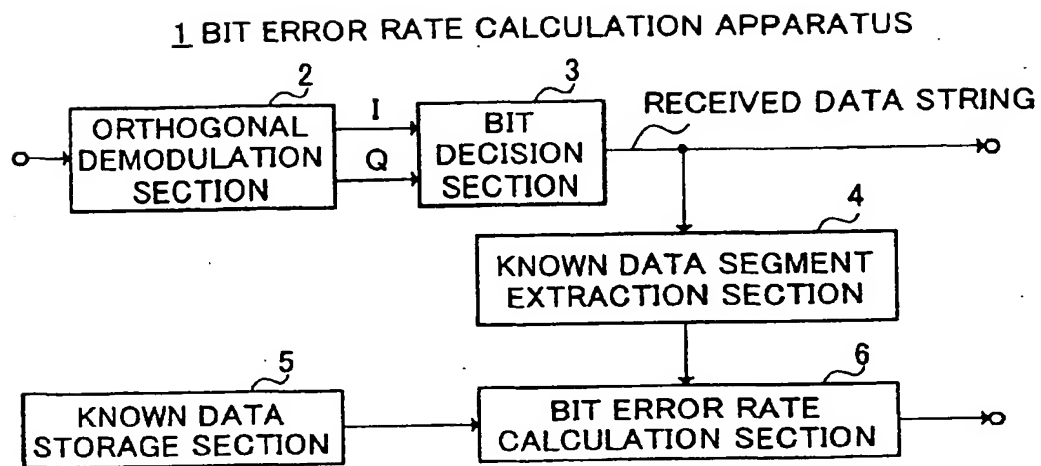 1 BIT ERROR RATE CALCULATION APPARATUS
2
ORTHOGONAL
DEMODULATION
SECTION
I
Q
3
BIT
DECISION
SECTION
RECEIVED DATA STRING
4
KNOWN DATA SEGMENT
EXTRACTION SECTION
5
KNOWN DATA
STORAGE SECTION
6
BIT ERROR RATE
CALCULATION SECTION